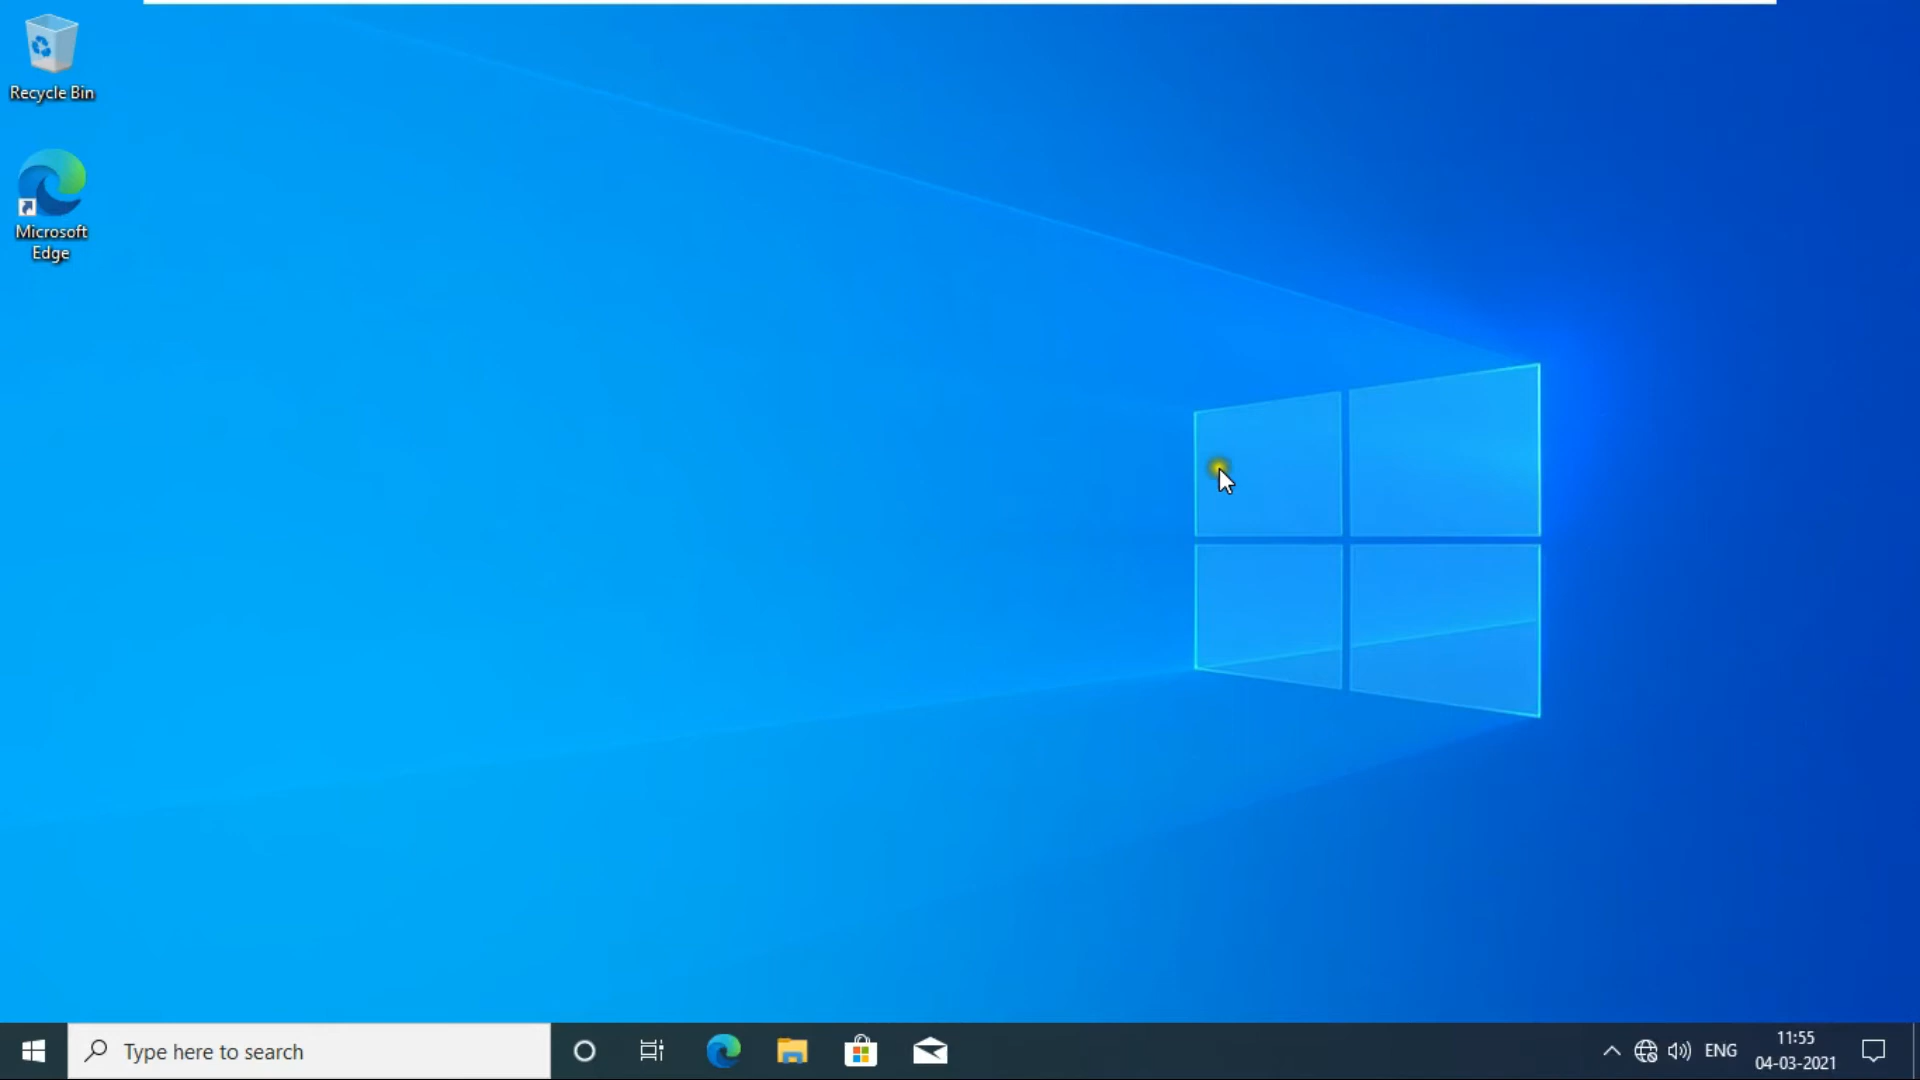 Recycle Bin
Microsoft
Edge
Type here to search
ENG
11:55
04-03-2021